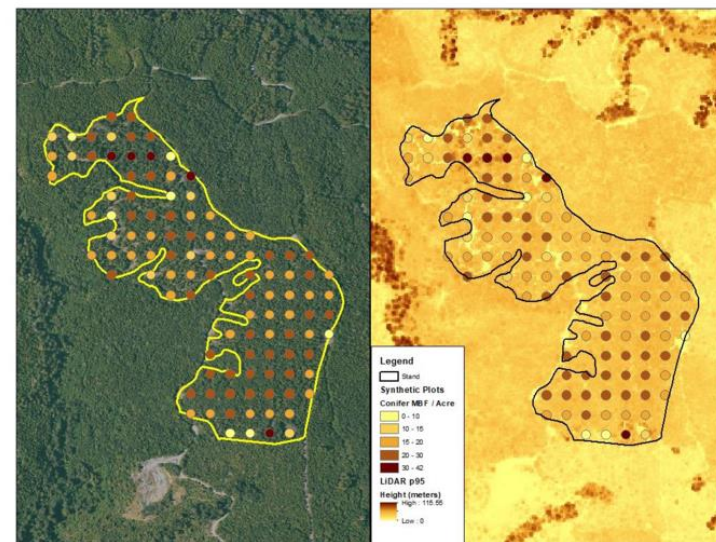 Legend
Stand
Synthetic Plots
Conifer MBF / Acre
0 - 10
10 - 15
15 - 20
20 - 30
30 - 42
LiDAR p95
Height (meters)
High : 115.55
Low : 0